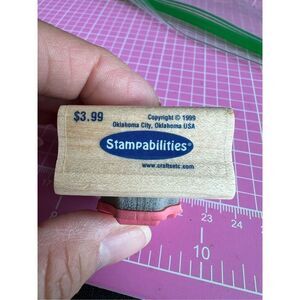 $3.99
Copyright © 1999
Oklahoma City, Oklahoma USA
Stampabilities®
www.craftsetc.com
23 24
10